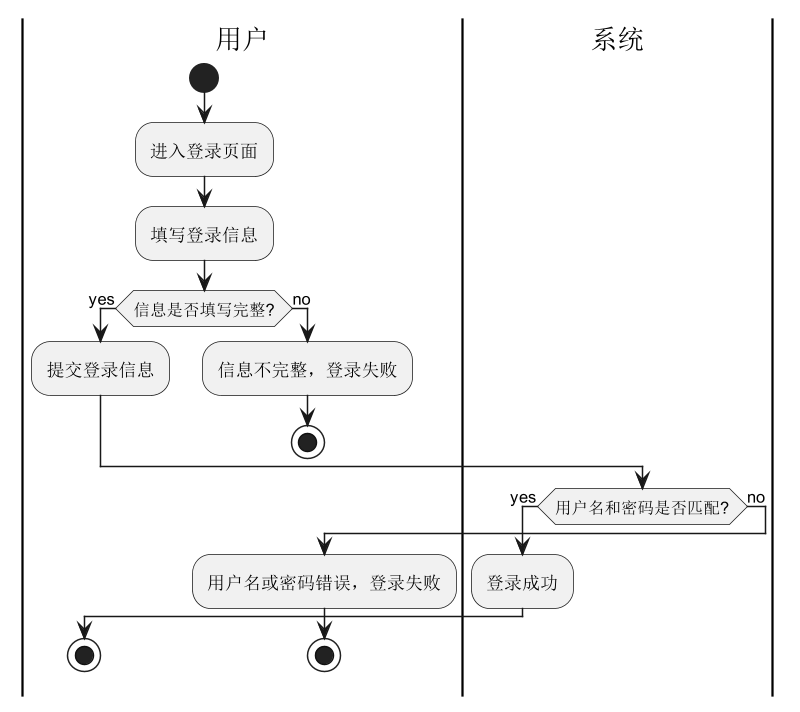 用户
系统
进入登录页面
填写登录信息
yes
信息是否填写完整?
no
提交登录信息
信息不完整，登录失败
yes
用户名和密码是否匹配?
no
用户名或密码错误，登录失败
登录成功